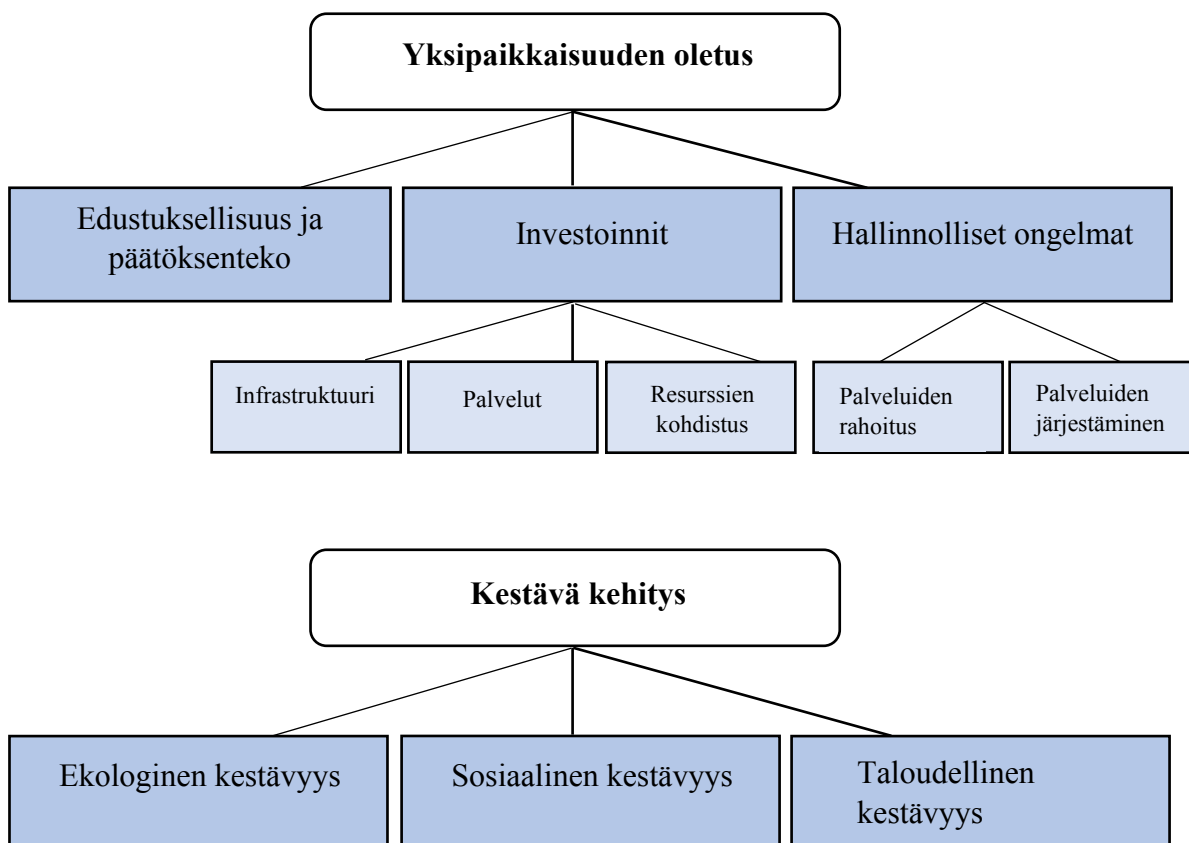 Yksipaikkaisuuden oletus
Edustuksellisuus ja
päätöksenteko
Investoinnit
Hallinnolliset ongelmat
Infrastruktuuri
Palvelut
Resurssien
kohdistus
Palveluiden
rahoitus
Palveluiden
järjestäminen
Kestävä kehitys
Ekologinen kestävyys
Sosiaalinen kestävyys
Taloudellinen
kestävyys